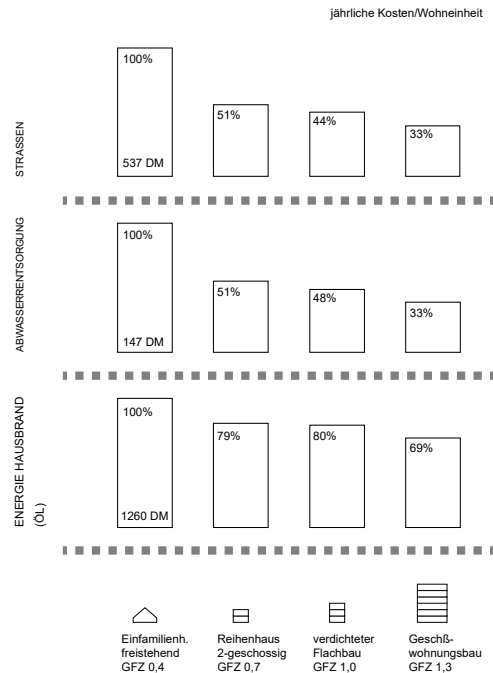 jährliche Kosten/Wohneinheit
STRASSEN
100%
537 DM
51%
44%
33%
ABWASSERRENTSORGUNG
100%
147 DM
51%
48%
33%
ENERGIE HAUSBRAND
(ÖL)
100%
1260 DM
79%
80%
69%
Einfamilienh.
freistehend
GFZ 0,4
Reihenhaus
2-geschossig
GFZ 0,7
verdichteter
Flachbau
GFZ 1,0
Geschß-
wohnungsbau
GFZ 1,3